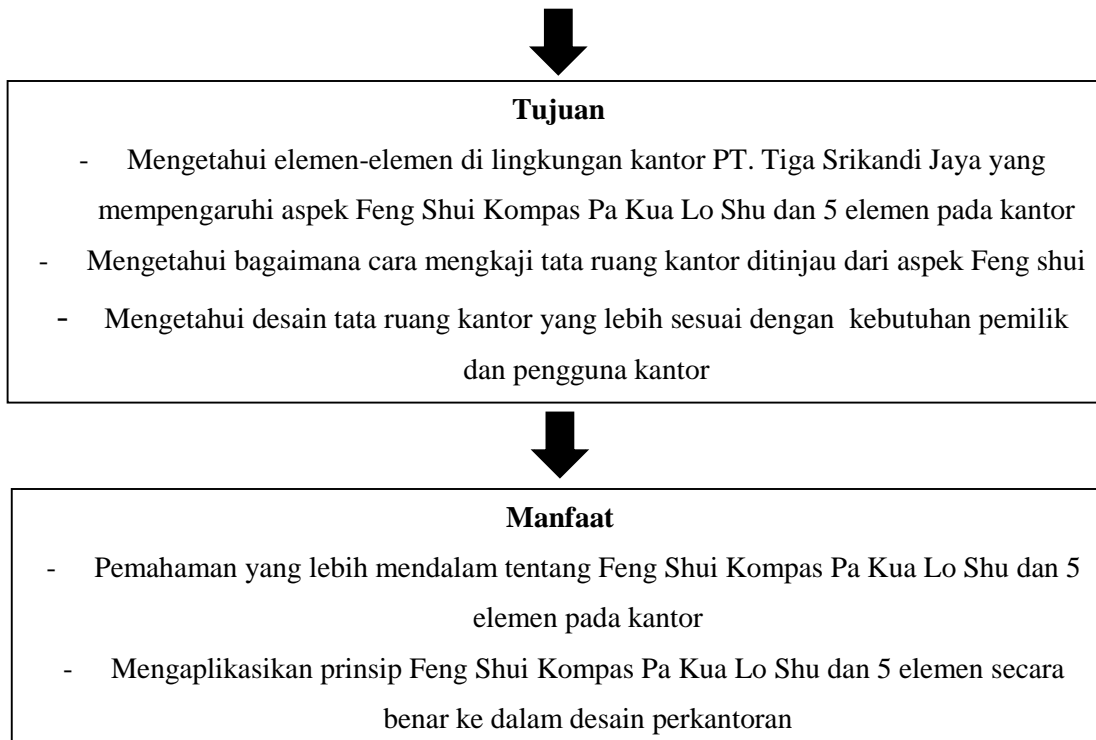 Tujuan
- Mengetahui elemen-elemen di lingkungan kantor PT. Tiga Srikandi Jaya yang
mempengaruhi aspek Feng Shui Kompas Pa Kua Lo Shu dan 5 elemen pada kantor
- Mengetahui bagaimana cara mengkaji tata ruang kantor ditinjau dari aspek Feng shui
- Mengetahui desain tata ruang kantor yang lebih sesuai dengan kebutuhan pemilik
dan pengguna kantor
Manfaat
- Pemahaman yang lebih mendalam tentang Feng Shui Kompas Pa Kua Lo Shu dan 5
elemen pada kantor
- Mengaplikasikan prinsip Feng Shui Kompas Pa Kua Lo Shu dan 5 elemen secara
benar ke dalam desain perkantoran